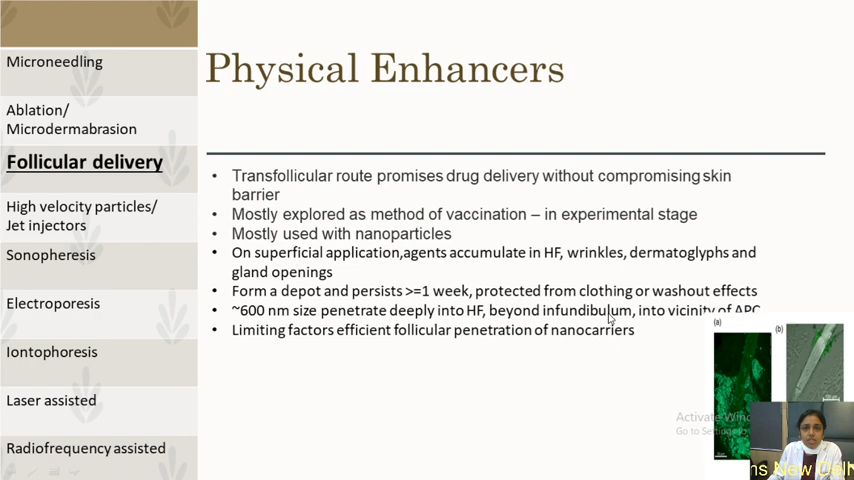 Physical Enhancers
Microneedling
Ablation/
Microdermabrasion
Follicular delivery
High velocity particles/
Jet injectors
Sonopheresis
Electroporesis
Iontophoresis
Laser assisted
Radiofrequency assisted
• Transfollicular route promises drug delivery without compromising skin
barrier
• Mostly explored as method of vaccination – in experimental stage
• Mostly used with nanoparticles
• On superficial application,agents accumulate in HF, wrinkles, dermatoglyphs and
gland openings
• Form a depot and persists >=1 week, protected from clothing or washout effects
• ~600 nm size penetrate deeply into HF, beyond infundibulum, into vicinity of APC
• Limiting factors efficient follicular penetration of nanocarriers
(a)
(b)
Activate
Go to
New